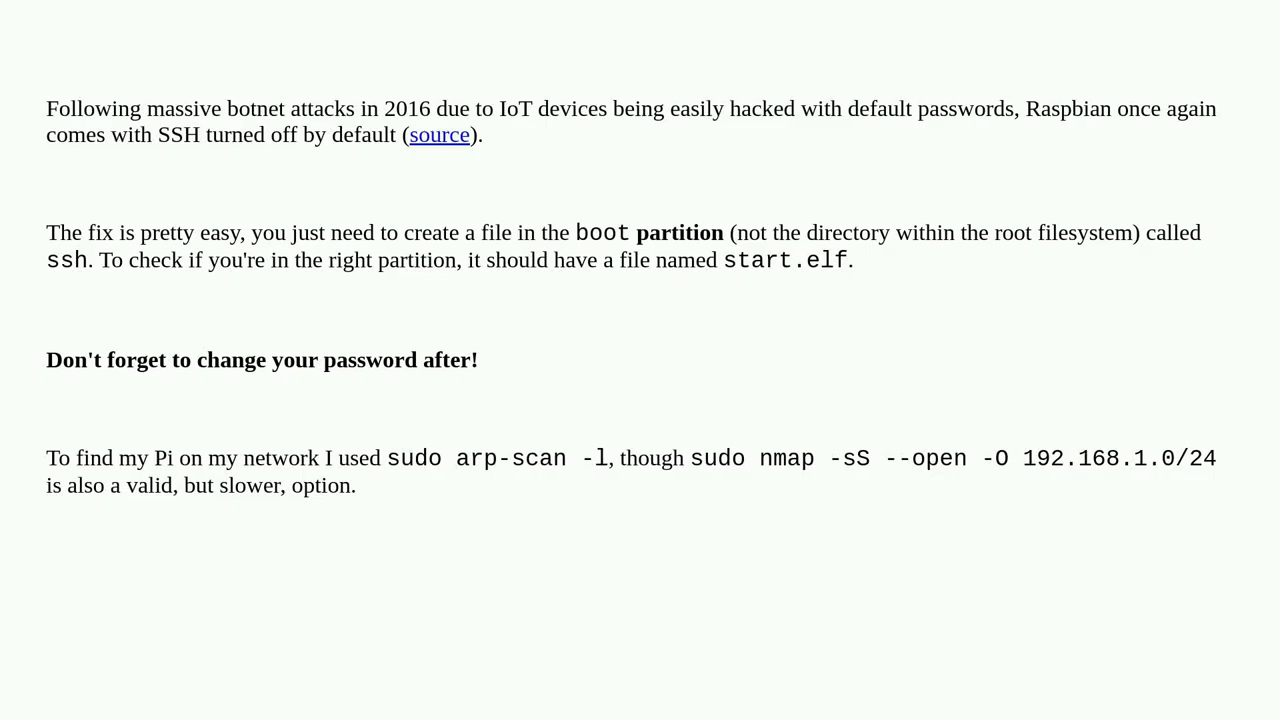 Following massive botnet attacks in 2016 due to IoT devices being easily hacked with default passwords, Raspbian once again
comes with SSH turned off by default (source).
The fix is pretty easy, you just need to create a file in the boot partition (not the directory within the root filesystem) called
ssh. To check if you're in the right partition, it should have a file named start.elf.
Don't forget to change your password after!
To find my Pi on my network I used sudo arp-scan -l, though sudo nmap -sS --open -O 192.168.1.0/24
is also a valid, but slower, option.